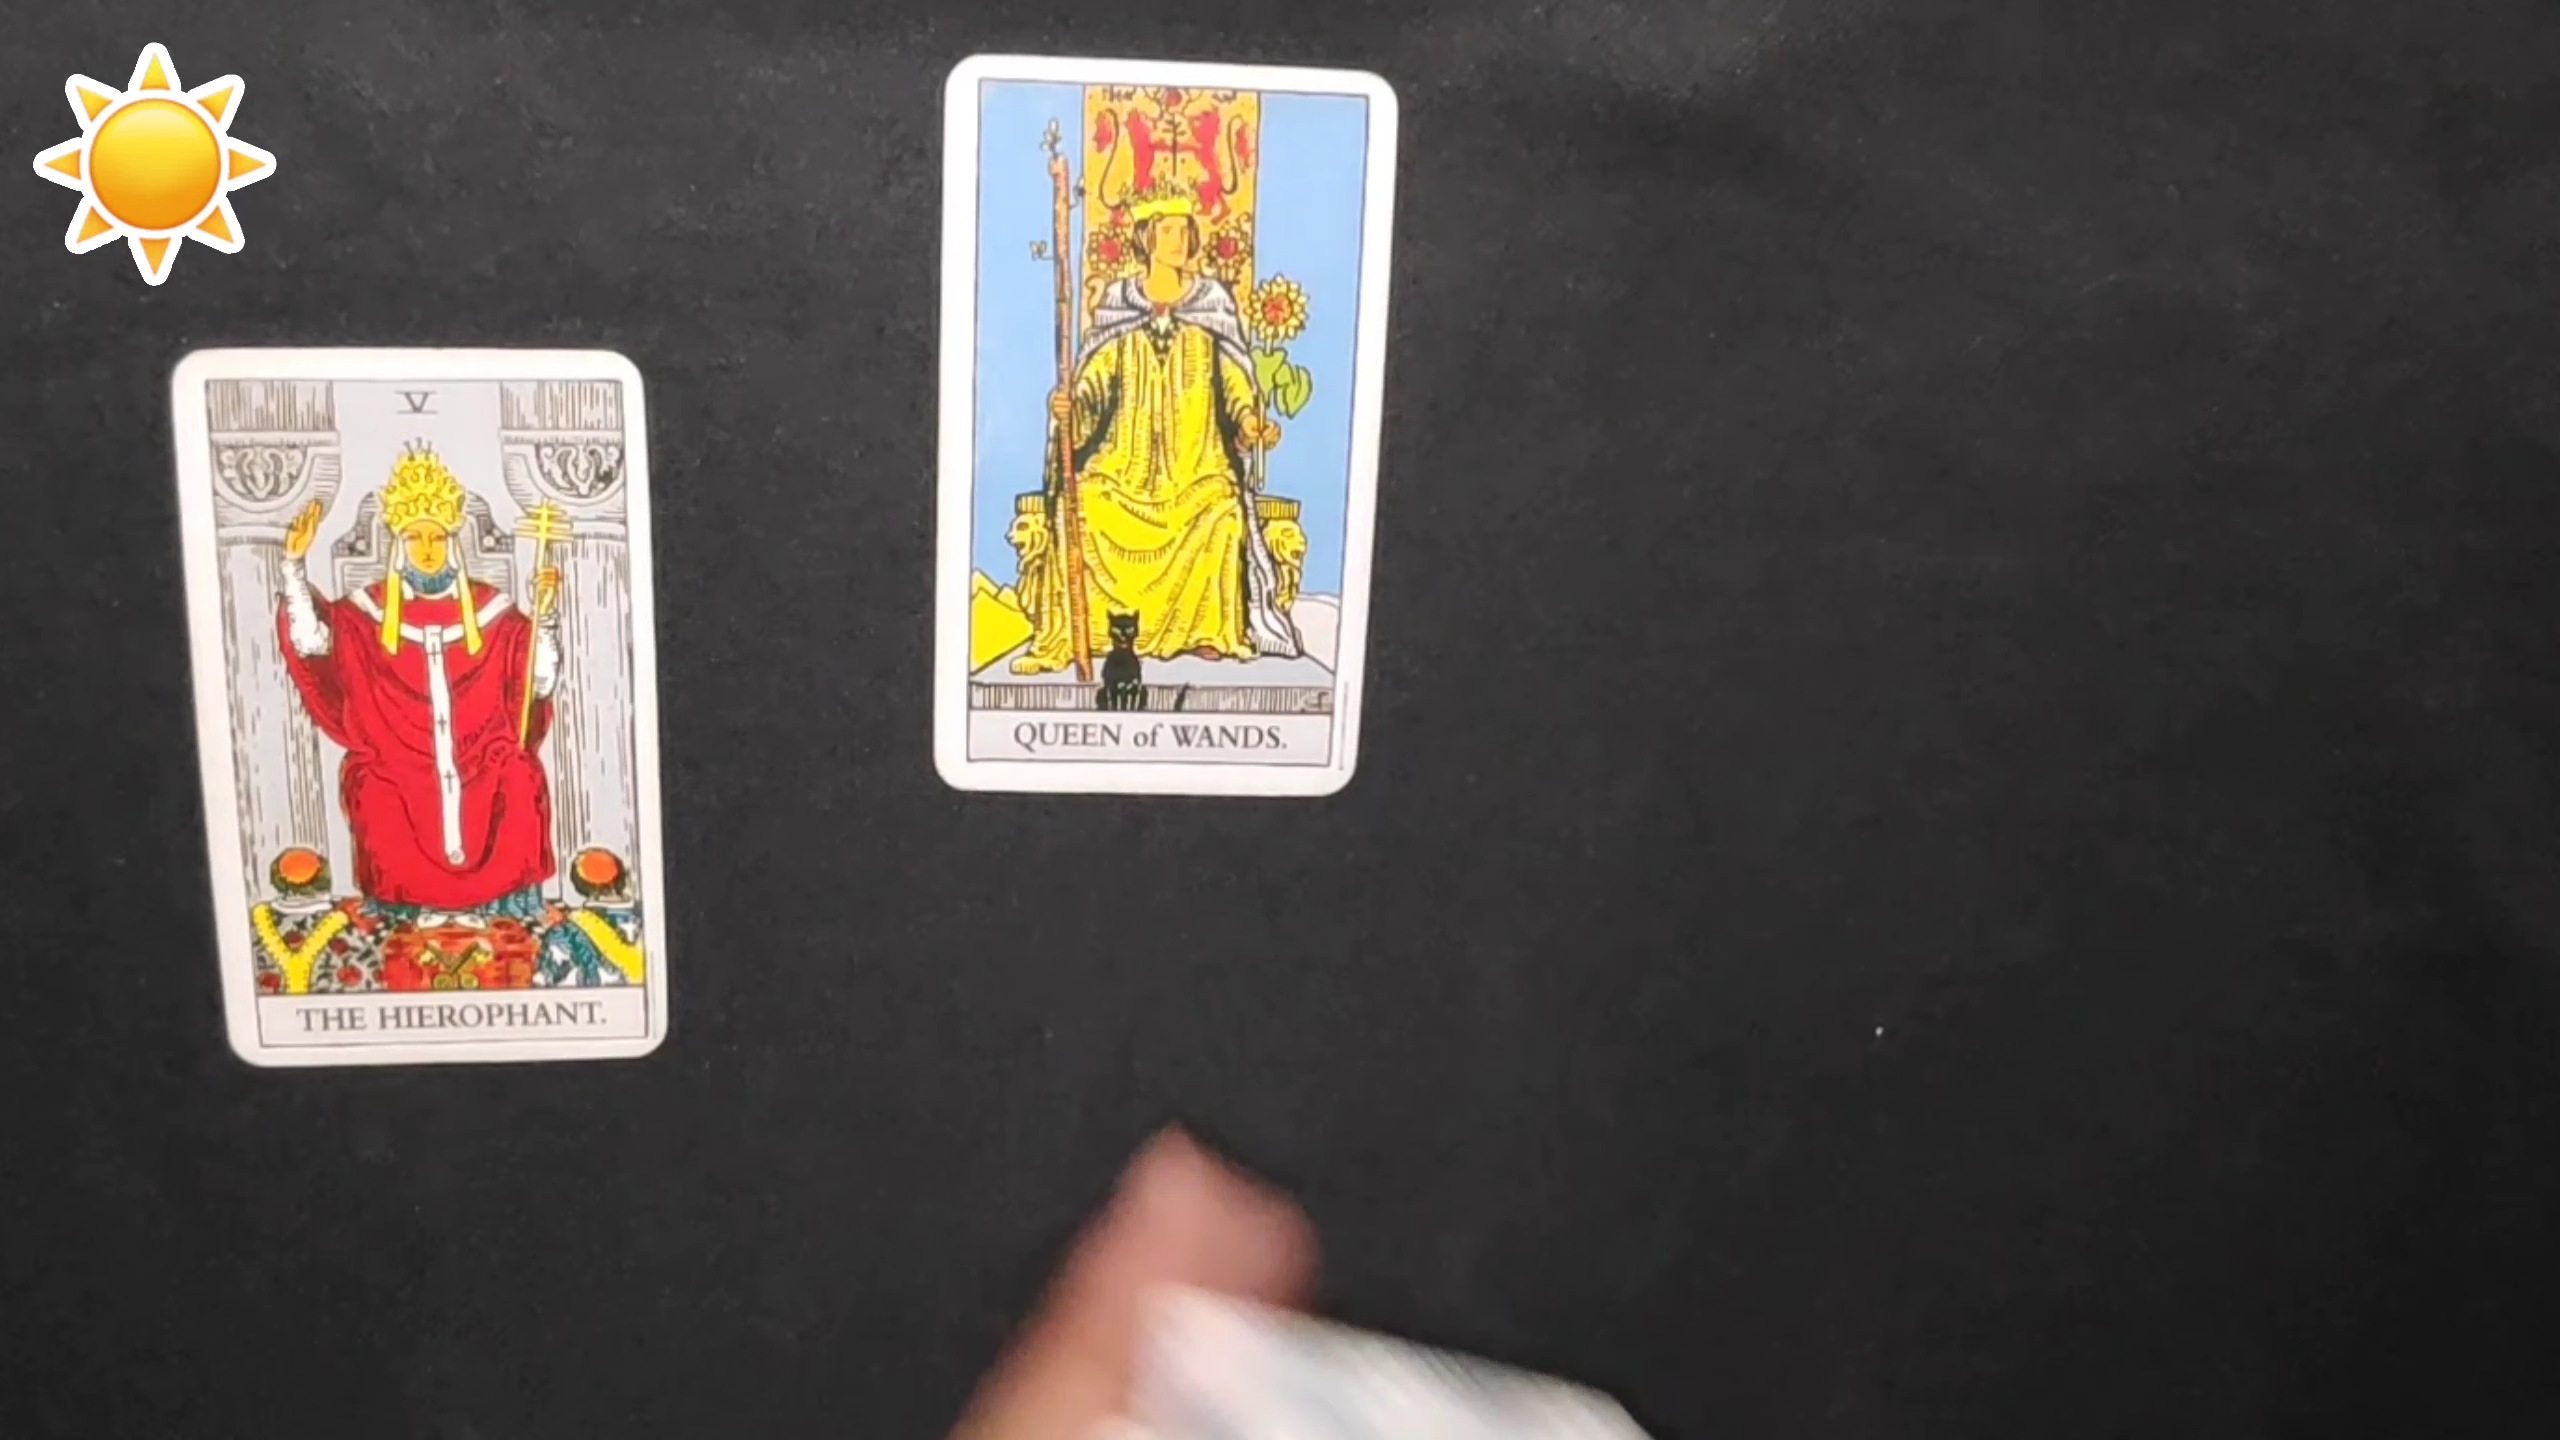 V
THE HIEROPHANT.
QUEEN of WANDS.